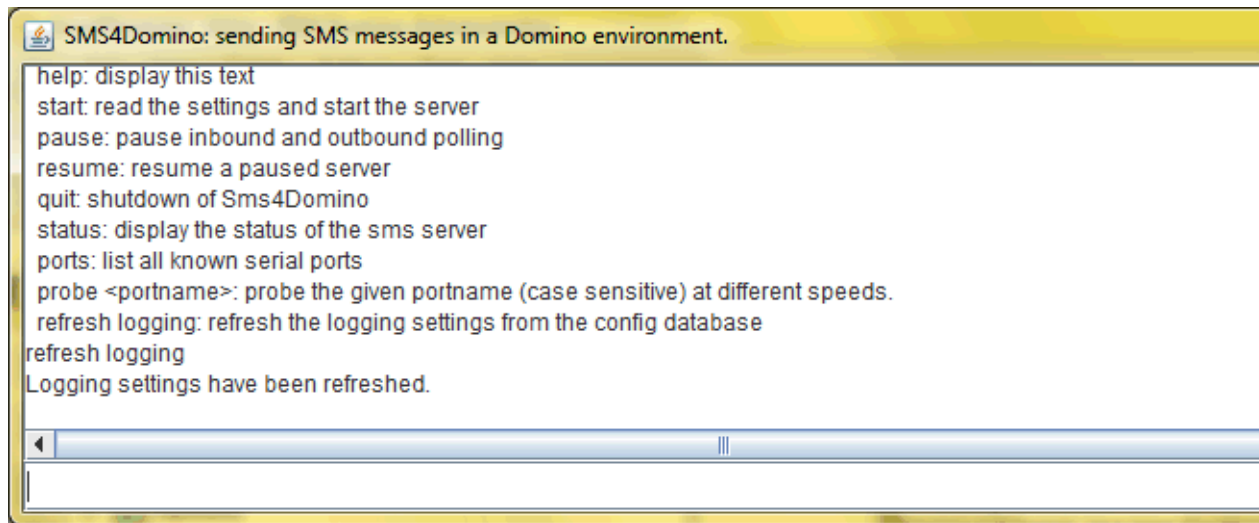 SMS4Domino: sending SMS messages in a Domino environment.
help: display this text
start: read the settings and start the server
pause: pause inbound and outbound polling
resume: resume a paused server
quit: shutdown of Sms4Domino
status: display the status of the sms server
ports: list all known serial ports
probe <portname>: probe the given portname (case sensitive) at different speeds.
refresh logging: refresh the logging settings from the config database
refresh logging
Logging settings have been refreshed.